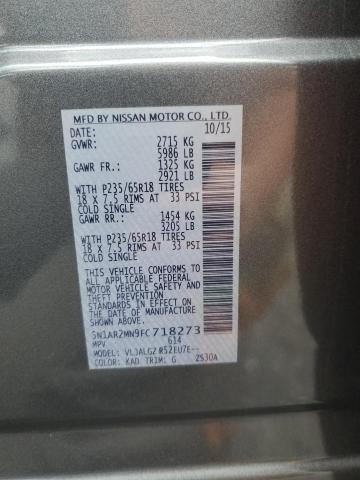 MFD BY NISSAN MOTOR CO., LTD.
DATE: 10/15
GVWR: 2715 KG
5986 LB
GAWR FR.: 1325 KG
2921 LB
WITH P235/65R18 TIRES
18 X 7.5 RIMS AT 33 PSI
COLD SINGLE
GAWR RR.: 1454 KG
3205 LB
WITH P235/65R18 TIRES
18 X 7.5 RIMS AT 33 PSI
COLD SINGLE
THIS VEHICLE CONFORMS TO
ALL APPLICABLE FEDERAL
MOTOR VEHICLE SAFETY
STANDARDS IN EFFECT ON
THE DATE OF MANUFACTURE
SHOWN ABOVE.
5N1AR2MN9FC718273
MPV 614
MODEL: VLJALGZ R52EU7E--
COLOR: KAD TRIM: G 2S30A